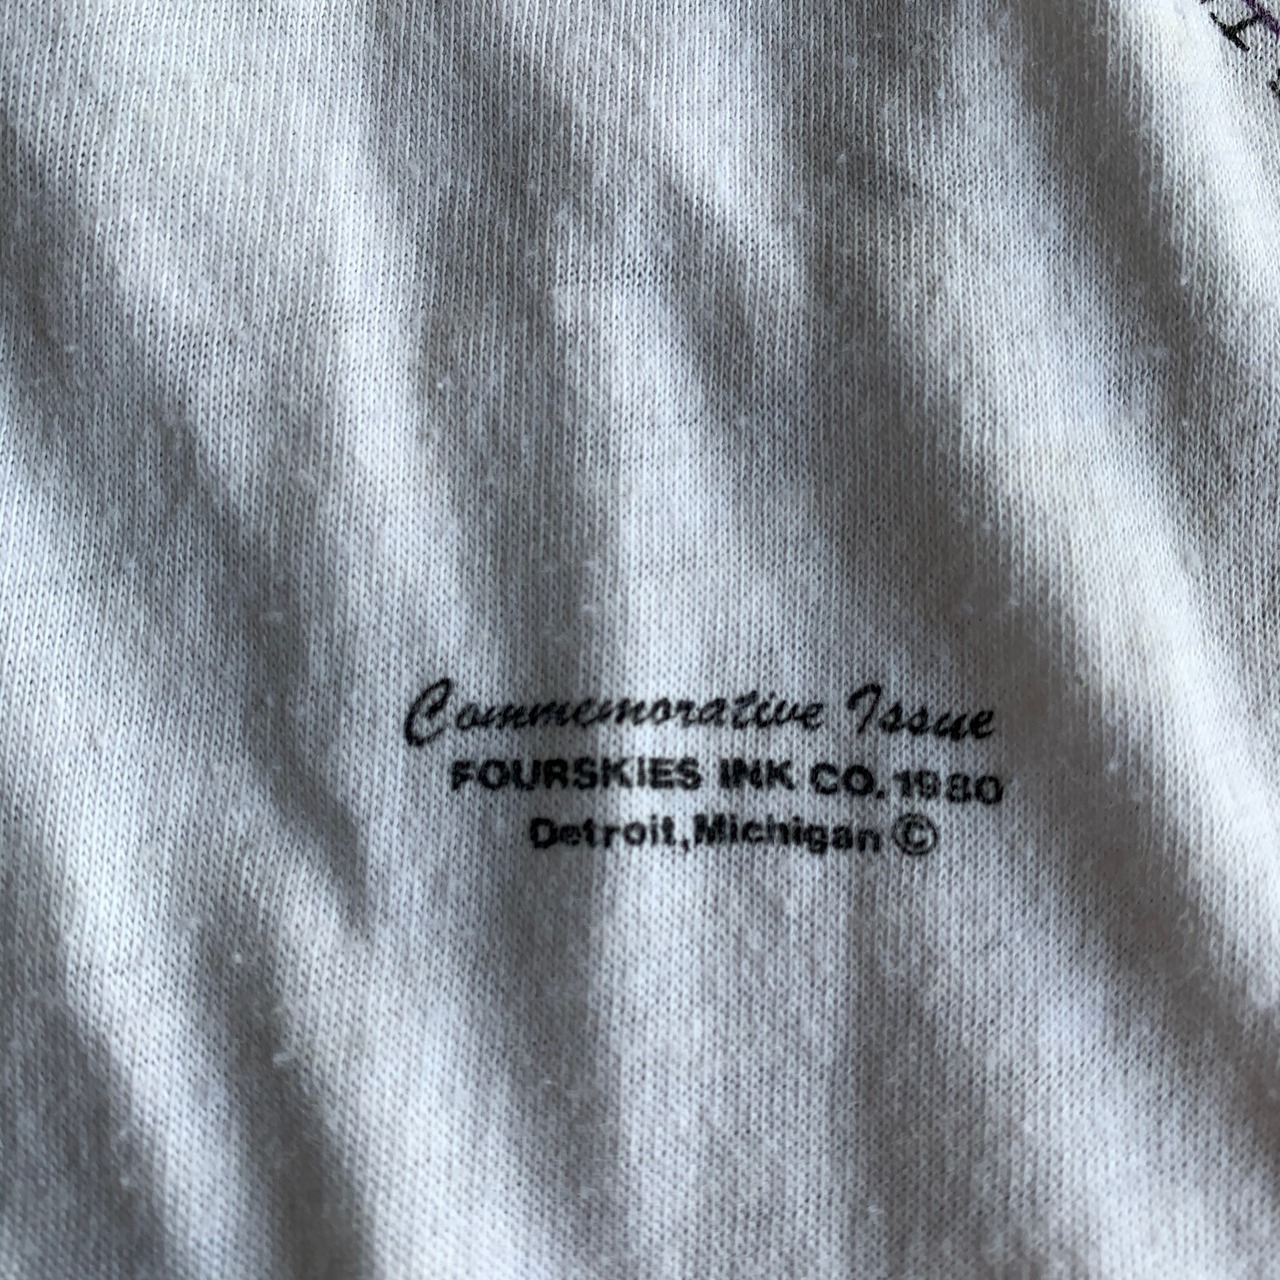 Commemorative Issue
FOURSKIES INK CO. 1980
Detroit, Michigan ©